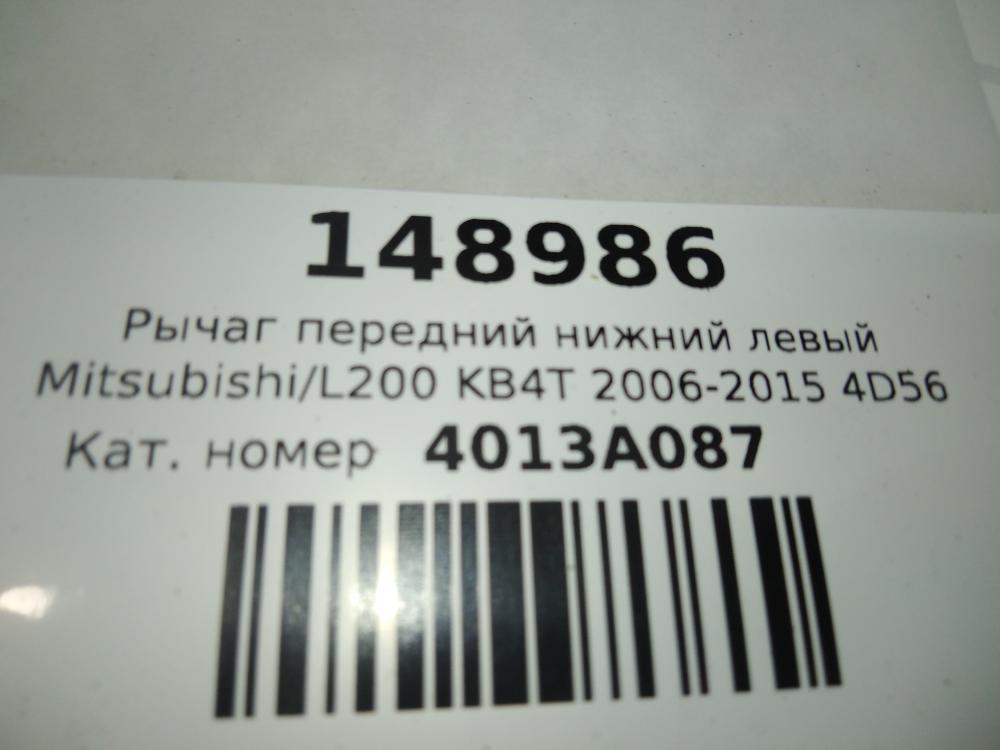 148986
Рычаг передний нижний левый
Mitsubishi/L200 KB4T 2006-2015 4D56
Кат. номер 4013A087